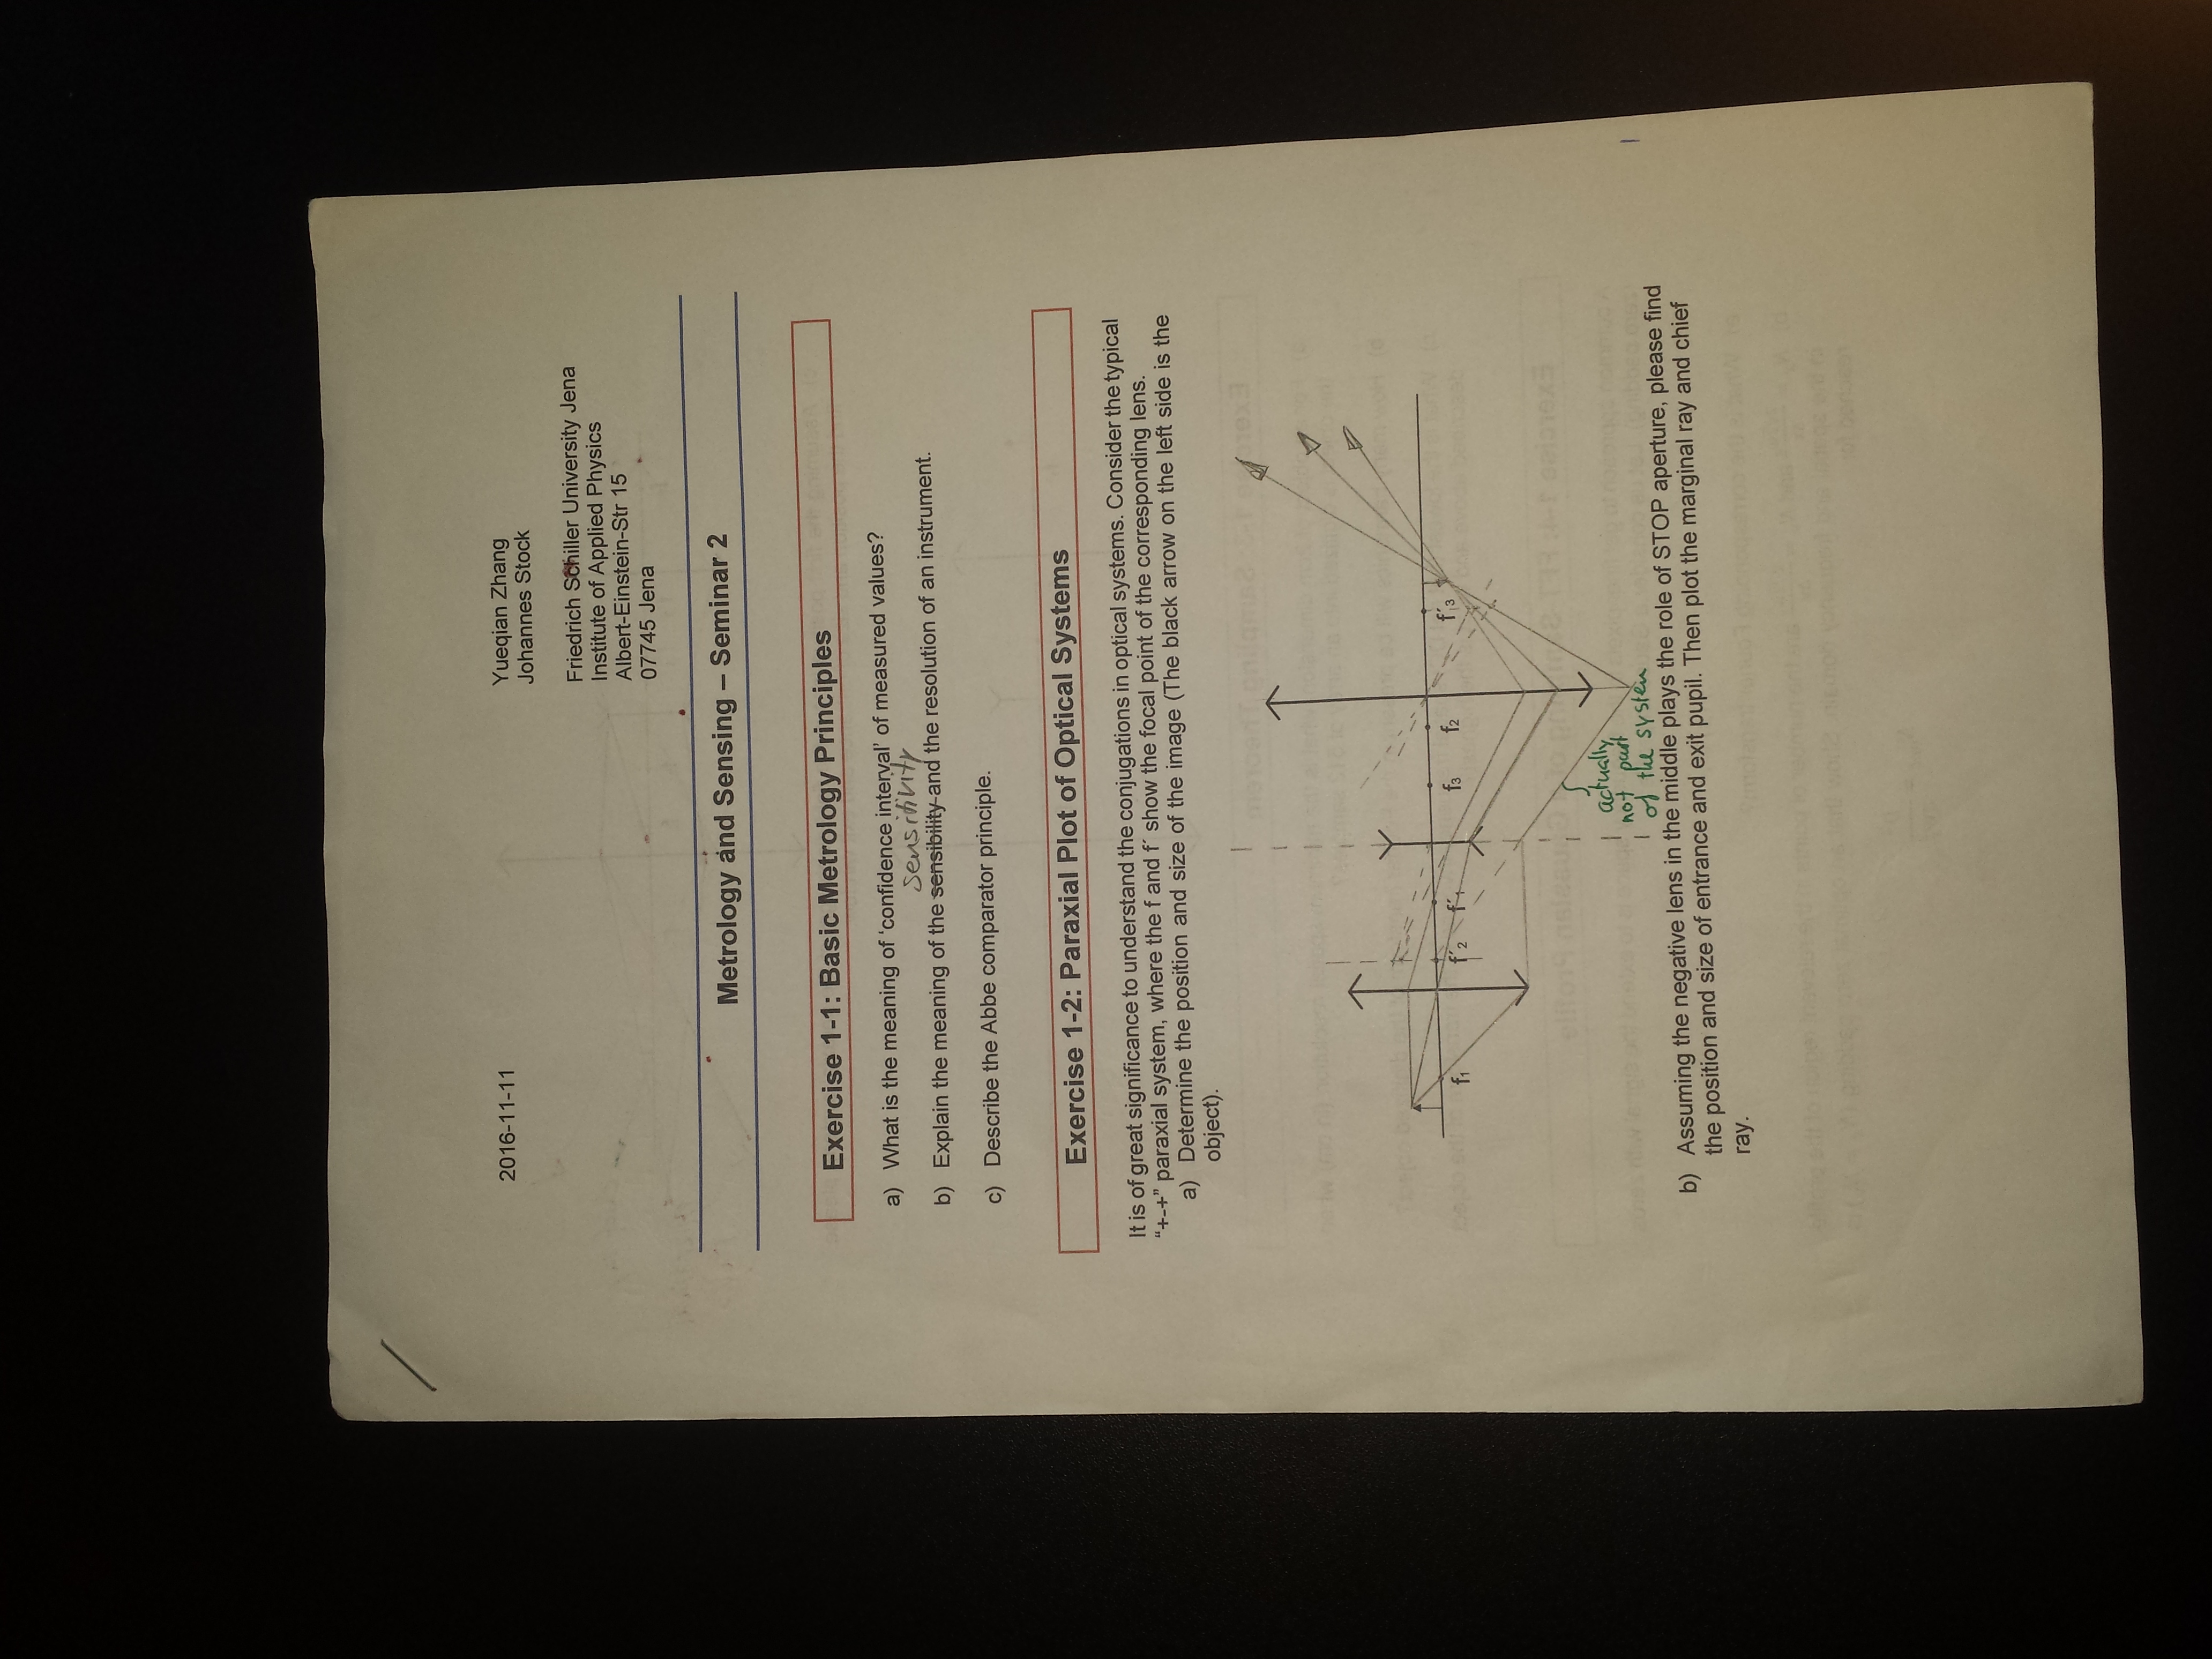 2016-11-11
Yueqian Zhang
Johannes Stock
Friedrich Schiller University Jena
Institute of Applied Physics
Albert-Einstein-Str 15
07745 Jena
Metrology and Sensing – Seminar 2
Exercise 1-1: Basic Metrology Principles
a) What is the meaning of ‘confidence interval’ of measured values?
sensitivity
b) Explain the meaning of the sensibility and the resolution of an instrument.
c) Describe the Abbe comparator principle.
Exercise 1-2: Paraxial Plot of Optical Systems
It is of great significance to understand the conjugations in optical systems. Consider the typical
“+-+” paraxial system, where the f and f´ show the focal point of the corresponding lens.
a) Determine the position and size of the image (The black arrow on the left side is the
object).
f₁ f´₂ f´₁ f₃ f₂ f´₃
actually
not part
of the system
b) Assuming the negative lens in the middle plays the role of STOP aperture, please find
the position and size of entrance and exit pupil. Then plot the marginal ray and chief
ray.